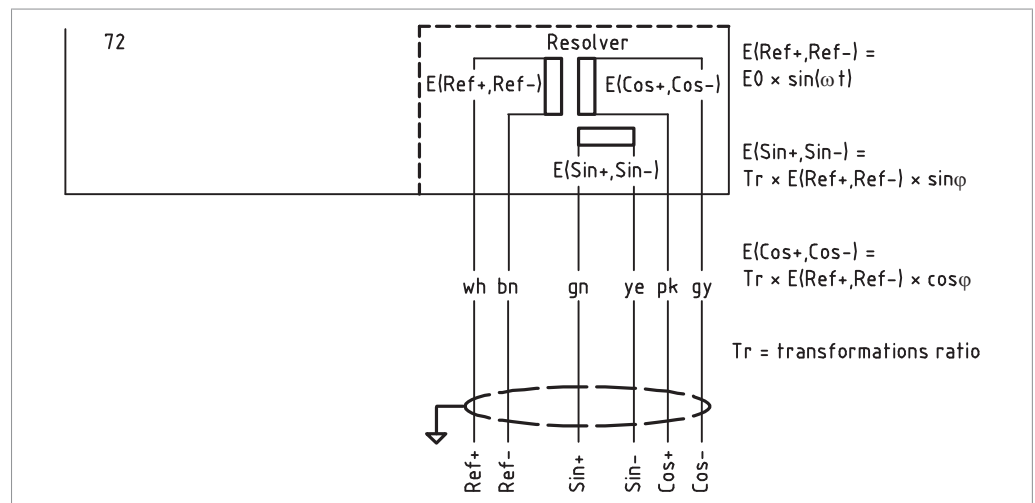 72
Resolver
E(Ref+,Ref-)
E(Cos+,Cos-)
E(Sin+,Sin-)
E(Ref+,Ref-) =
E0 × sin(ωt)
E(Sin+,Sin-) =
Tr × E(Ref+,Ref-) × sinφ
E(Cos+,Cos-) =
Tr × E(Ref+,Ref-) × cosφ
Tr = transformations ratio
wh bn gn ye pk gy
Ref+
Ref-
Sin+
Sin-
Cos+
Cos-